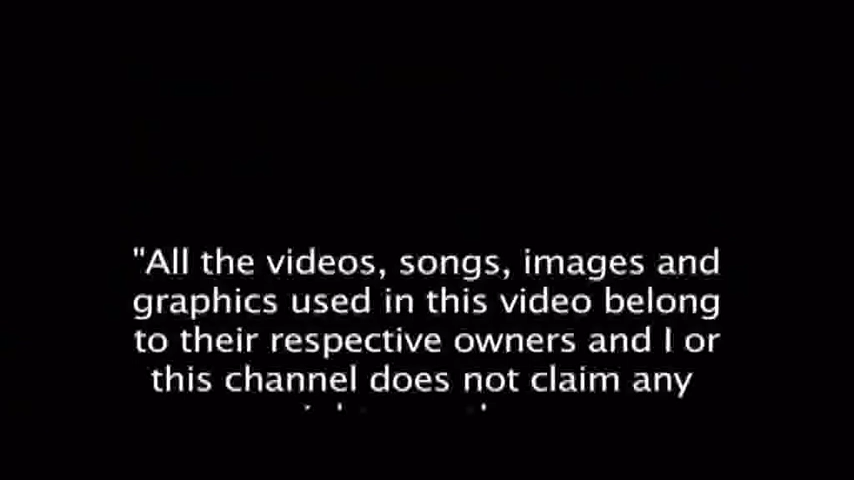 "All the videos, songs, images and
graphics used in this video belong
to their respective owners and I or
this channel does not claim any